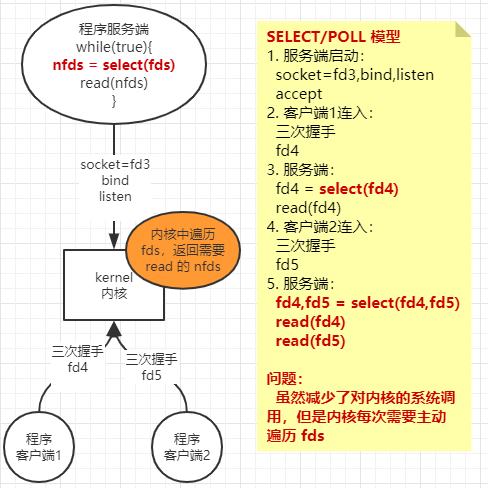 程序服务端
while(true){
nfds = select(fds)
read(nfds)
}
socket=fd3
bind
listen
内核中遍历
fds，返回需要
read 的 nfds
kernel
内核
三次握手
fd4
三次握手
fd5
程序
客户端1
程序
客户端2
SELECT/POLL 模型
1. 服务端启动：
socket=fd3,bind,listen
accept
2. 客户端1连入：
三次握手
fd4
3. 服务端：
fd4 = select(fd4)
read(fd4)
4. 客户端2连入：
三次握手
fd5
5. 服务端：
fd4,fd5 = select(fd4,fd5)
read(fd4)
read(fd5)
问题：
虽然减少了对内核的系统调
用，但是内核每次需要主动
遍历 fds